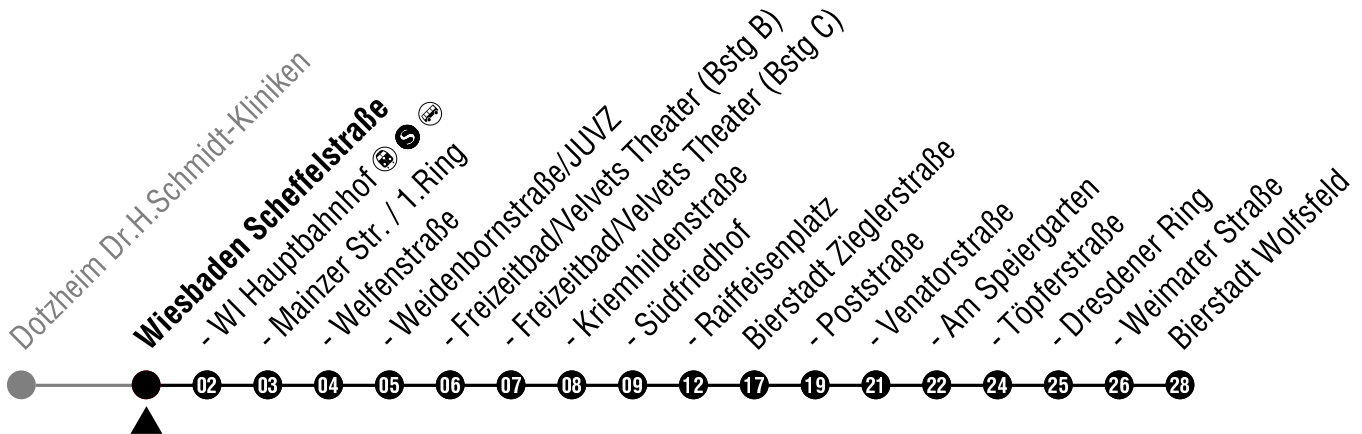 Dotzheim Dr.H.Schmidt-Kliniken
Wiesbaden Scheffelstraße
- WI Hauptbahnhof S
- Mainzer Str. / 1.Ring
- Welfenstraße
- Weidenbornstraße/JUVZ
- Freizeitbad/Velvets Theater (Bstg B)
- Freizeitbad/Velvets Theater (Bstg C)
- Kriemhildenstraße
- Südfriedhof
- Raiffeisenplatz
Bierstadt Zieglerstraße
- Poststraße
- Venatorstraße
- Am Speiergarten
- Töpferstraße
- Dresdener Ring
- Weimarer Straße
Bierstadt Wolfsfeld
02 03 04 05 06 07 08 09 12 17 19 21 22 24 25 26 28